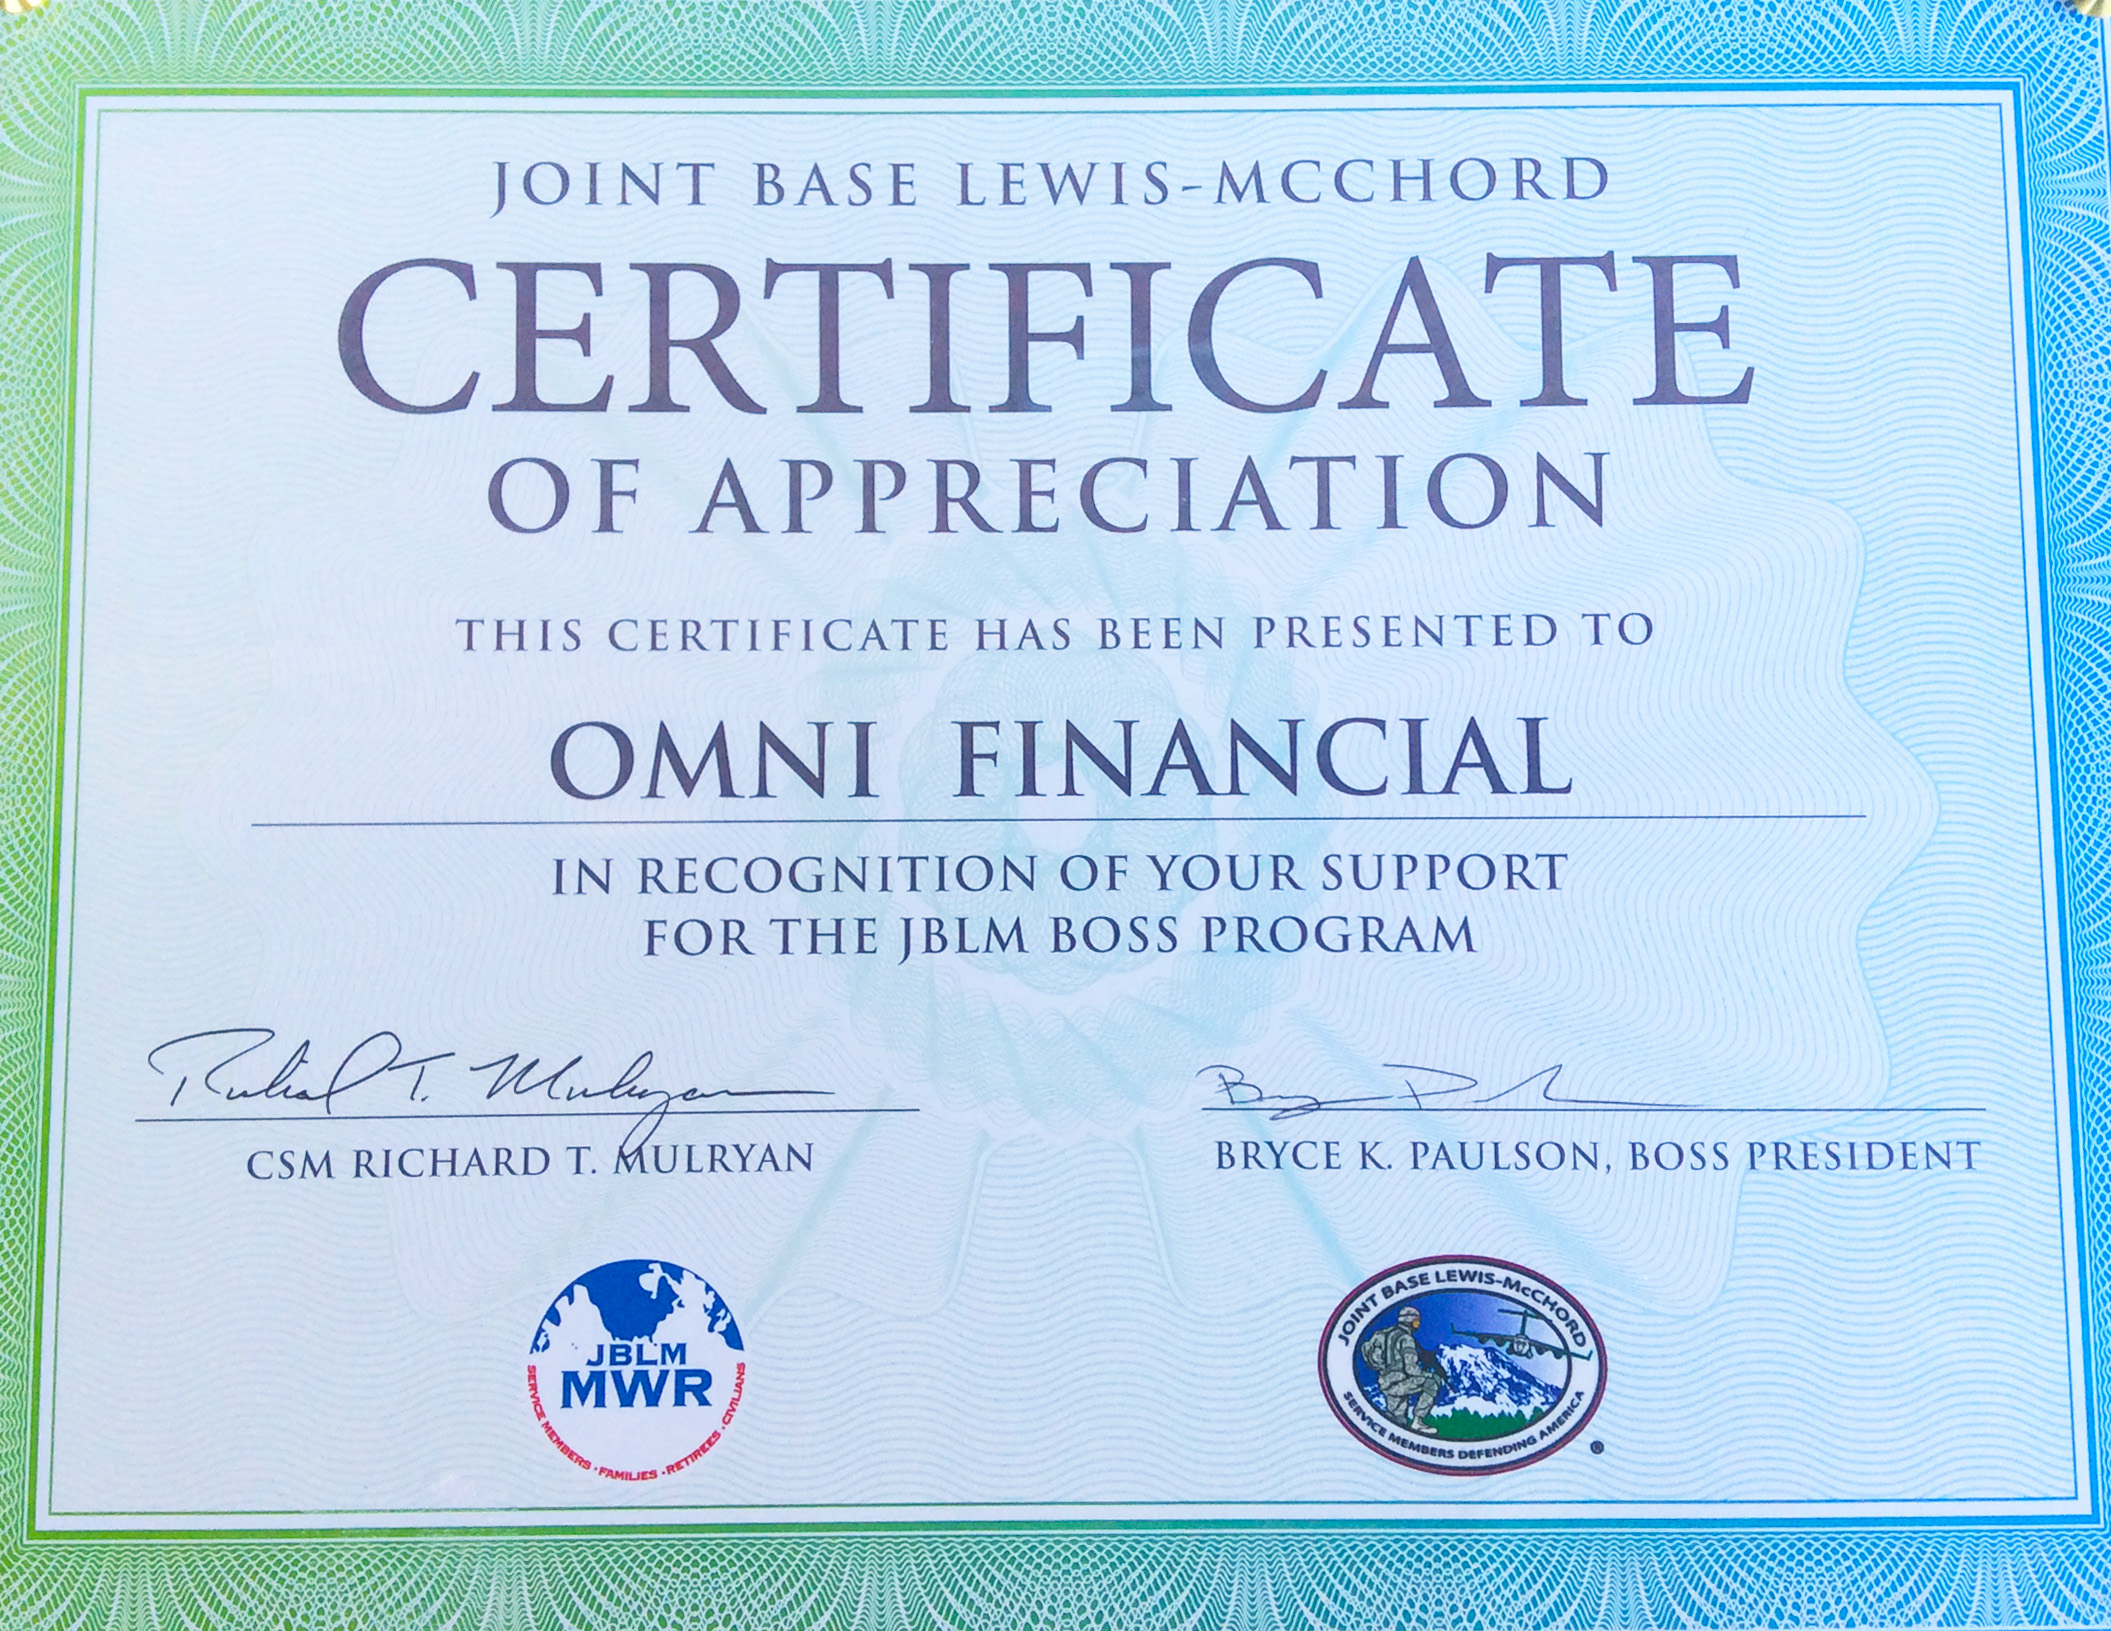 JOINT BASE LEWIS-MCCHORD
CERTIFICATE
OF APPRECIATION
THIS CERTIFICATE HAS BEEN PRESENTED TO
OMNI FINANCIAL
IN RECOGNITION OF YOUR SUPPORT
FOR THE JBLM BOSS PROGRAM
Richard T. Mulryan
CSM RICHARD T. MULRYAN
BRYCE K. PAULSON, BOSS PRESIDENT
JBLM
MWR
SERVICE MEMBERS · FAMILIES · RETIREES · CIVILIANS
JOINT BASE LEWIS-McCHORD
SERVICE MEMBERS DEFENDING AMERICA
®